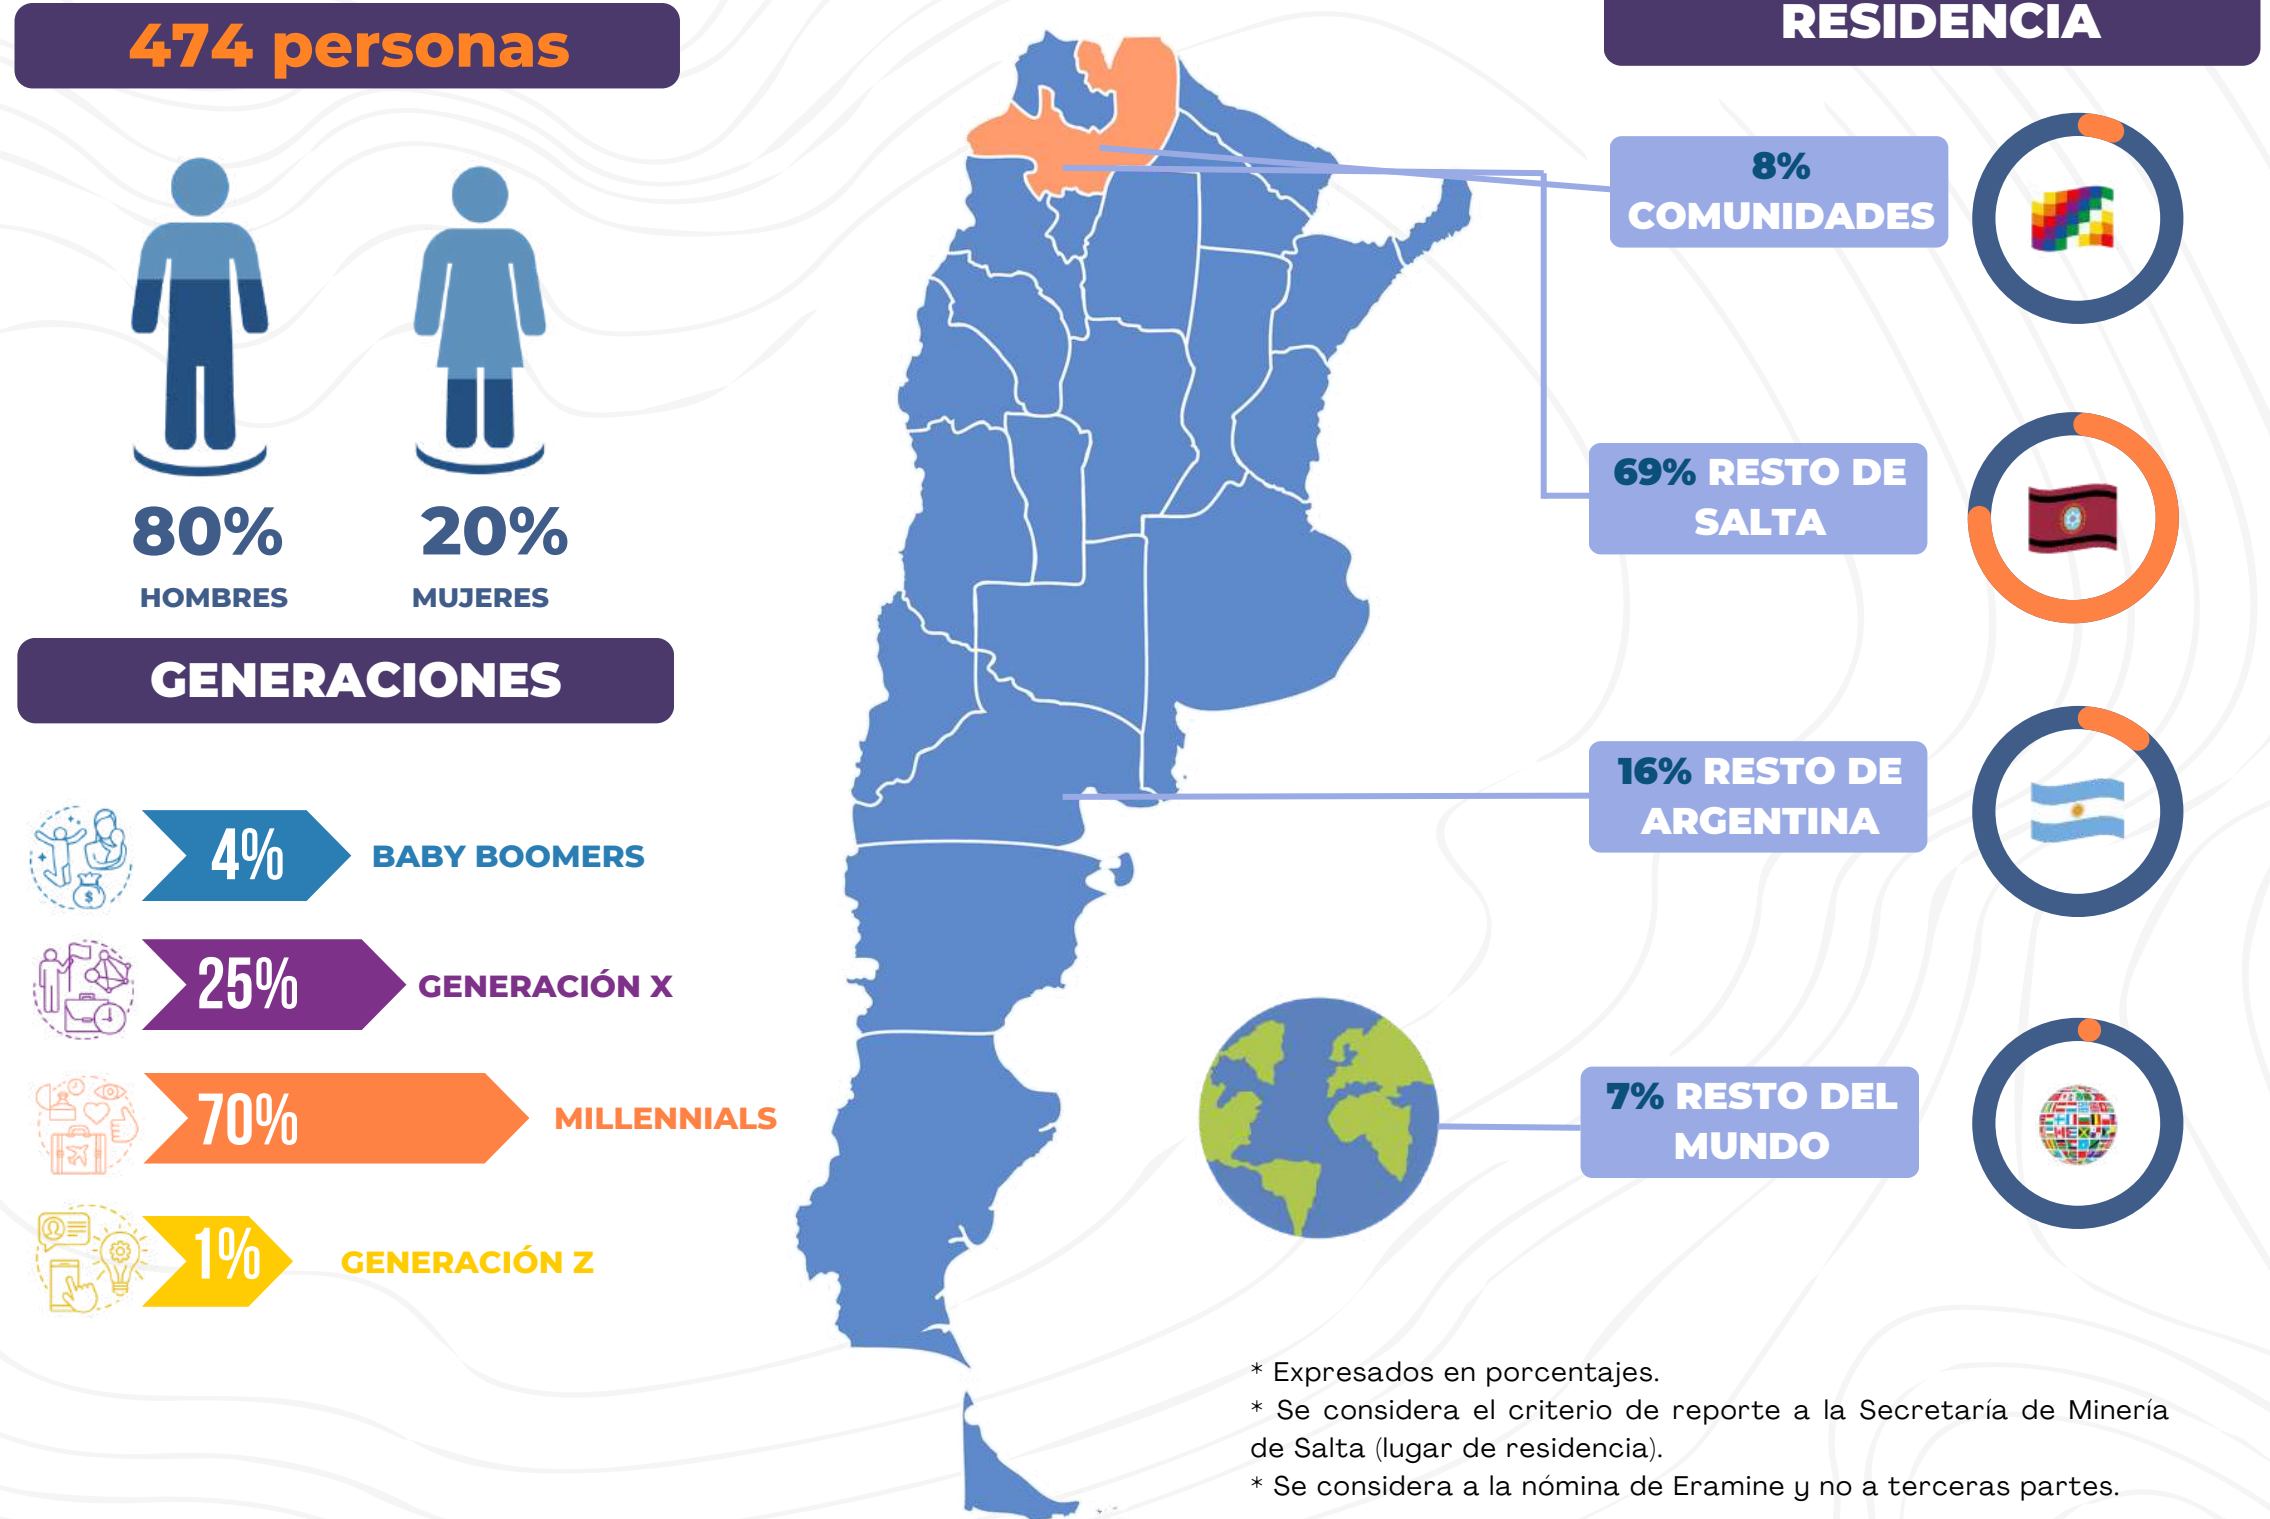 474 personas
80%
HOMBRES
20%
MUJERES
GENERACIONES
4%
BABY BOOMERS
25%
GENERACIÓN X
70%
MILLENNIALS
1%
GENERACIÓN Z
RESIDENCIA
8%
COMUNIDADES
69% RESTO DE
SALTA
16% RESTO DE
ARGENTINA
7% RESTO DEL
MUNDO
* Expresados en porcentajes.
* Se considera el criterio de reporte a la Secretaría de Minería
de Salta (lugar de residencia).
* Se considera a la nómina de Eramine y no a terceras partes.